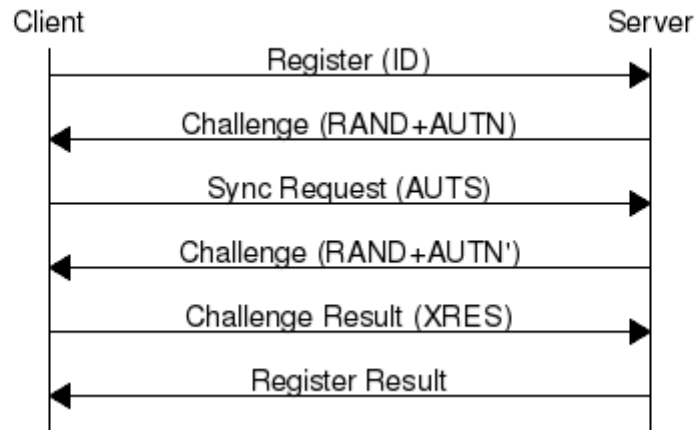 Client Server
Register (ID)
Challenge (RAND+AUTN)
Sync Request (AUTS)
Challenge (RAND+AUTN')
Challenge Result (XRES)
Register Result